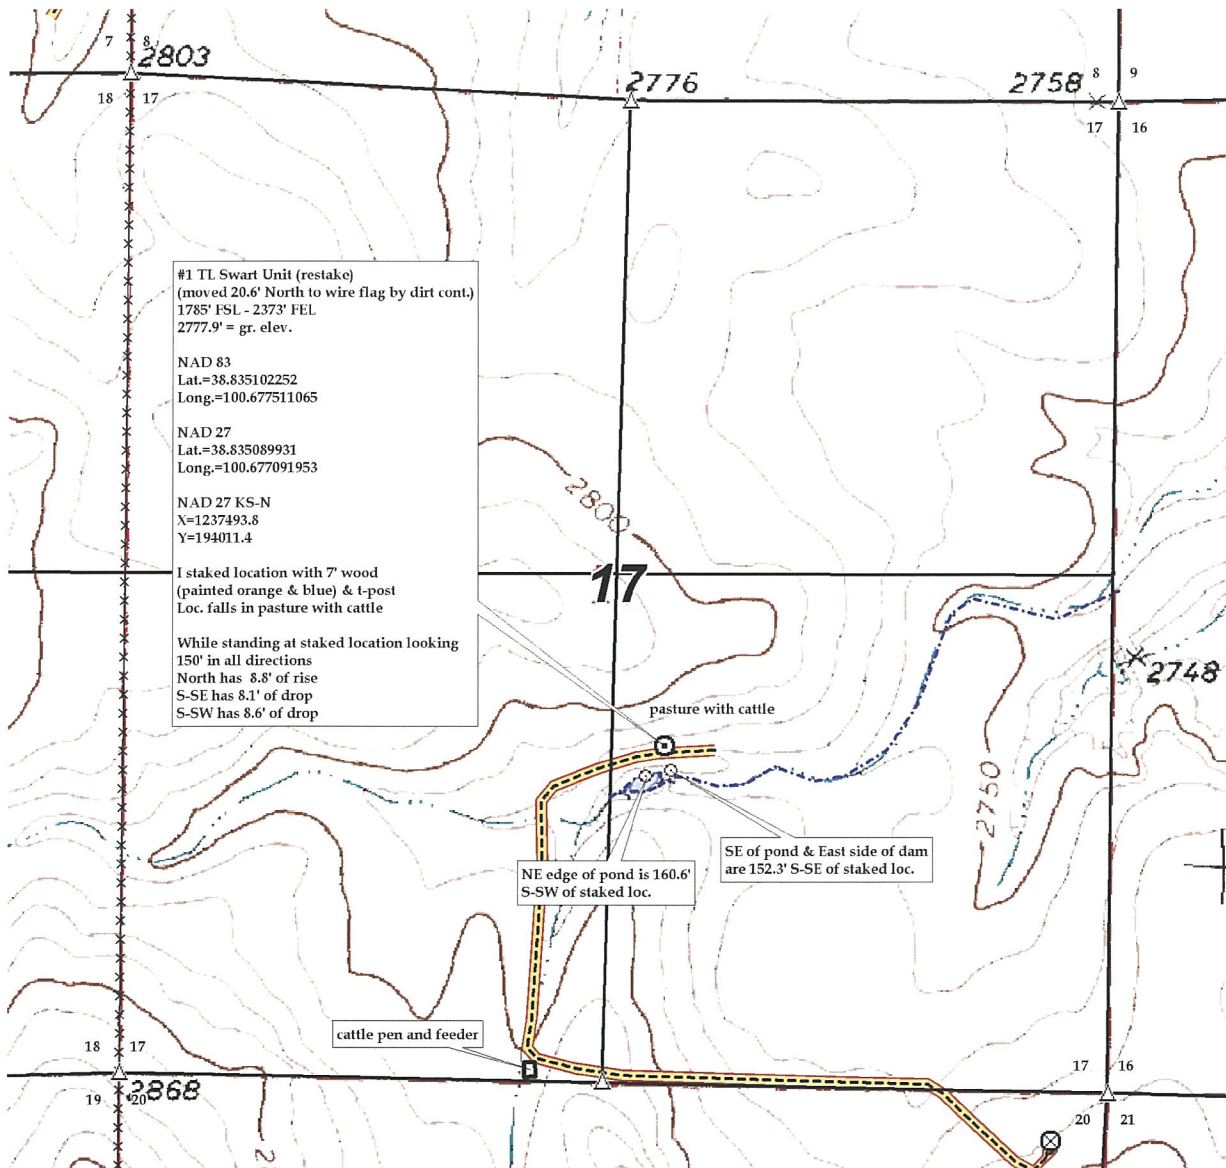 7 8
2803
18 17
2776
2758
8 9
17 16
#1 TL Swart Unit (restake)
(moved 20.6' North to wire flag by dirt cont.)
1785' FSL - 2373' FEL
2777.9' = gr. elev.
NAD 83
Lat.=38.835102252
Long.=100.677511065
NAD 27
Lat.=38.835089931
Long.=100.677091953
NAD 27 KS-N
X=1237493.8
Y=194011.4
I staked location with 7' wood
(painted orange & blue) & t-post
Loc. falls in pasture with cattle
While standing at staked location looking
150' in all directions
North has 8.8' of rise
S-SE has 8.1' of drop
S-SW has 8.6' of drop
2800
17
2748
pasture with cattle
2750
SE of pond & East side of dam
are 152.3' S-SE of staked loc.
NE edge of pond is 160.6'
S-SW of staked loc.
cattle pen and feeder
18 17
17 16
2868
19 20
20 21